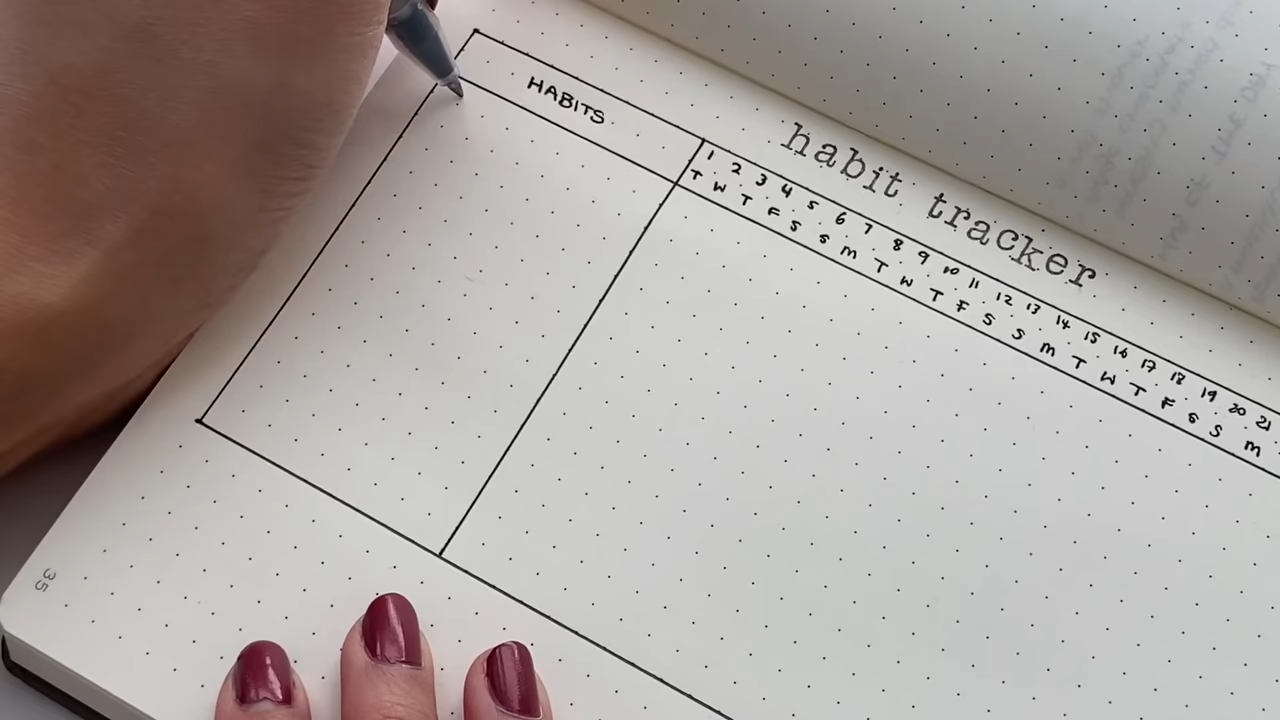 habit tracker
HABITS
1 2 3 4 5 6 7 8 9 10 11 12 13 14 15 16 17 18 19 20 21
T W T F S S M T W T F S S M T W T F S S M
35